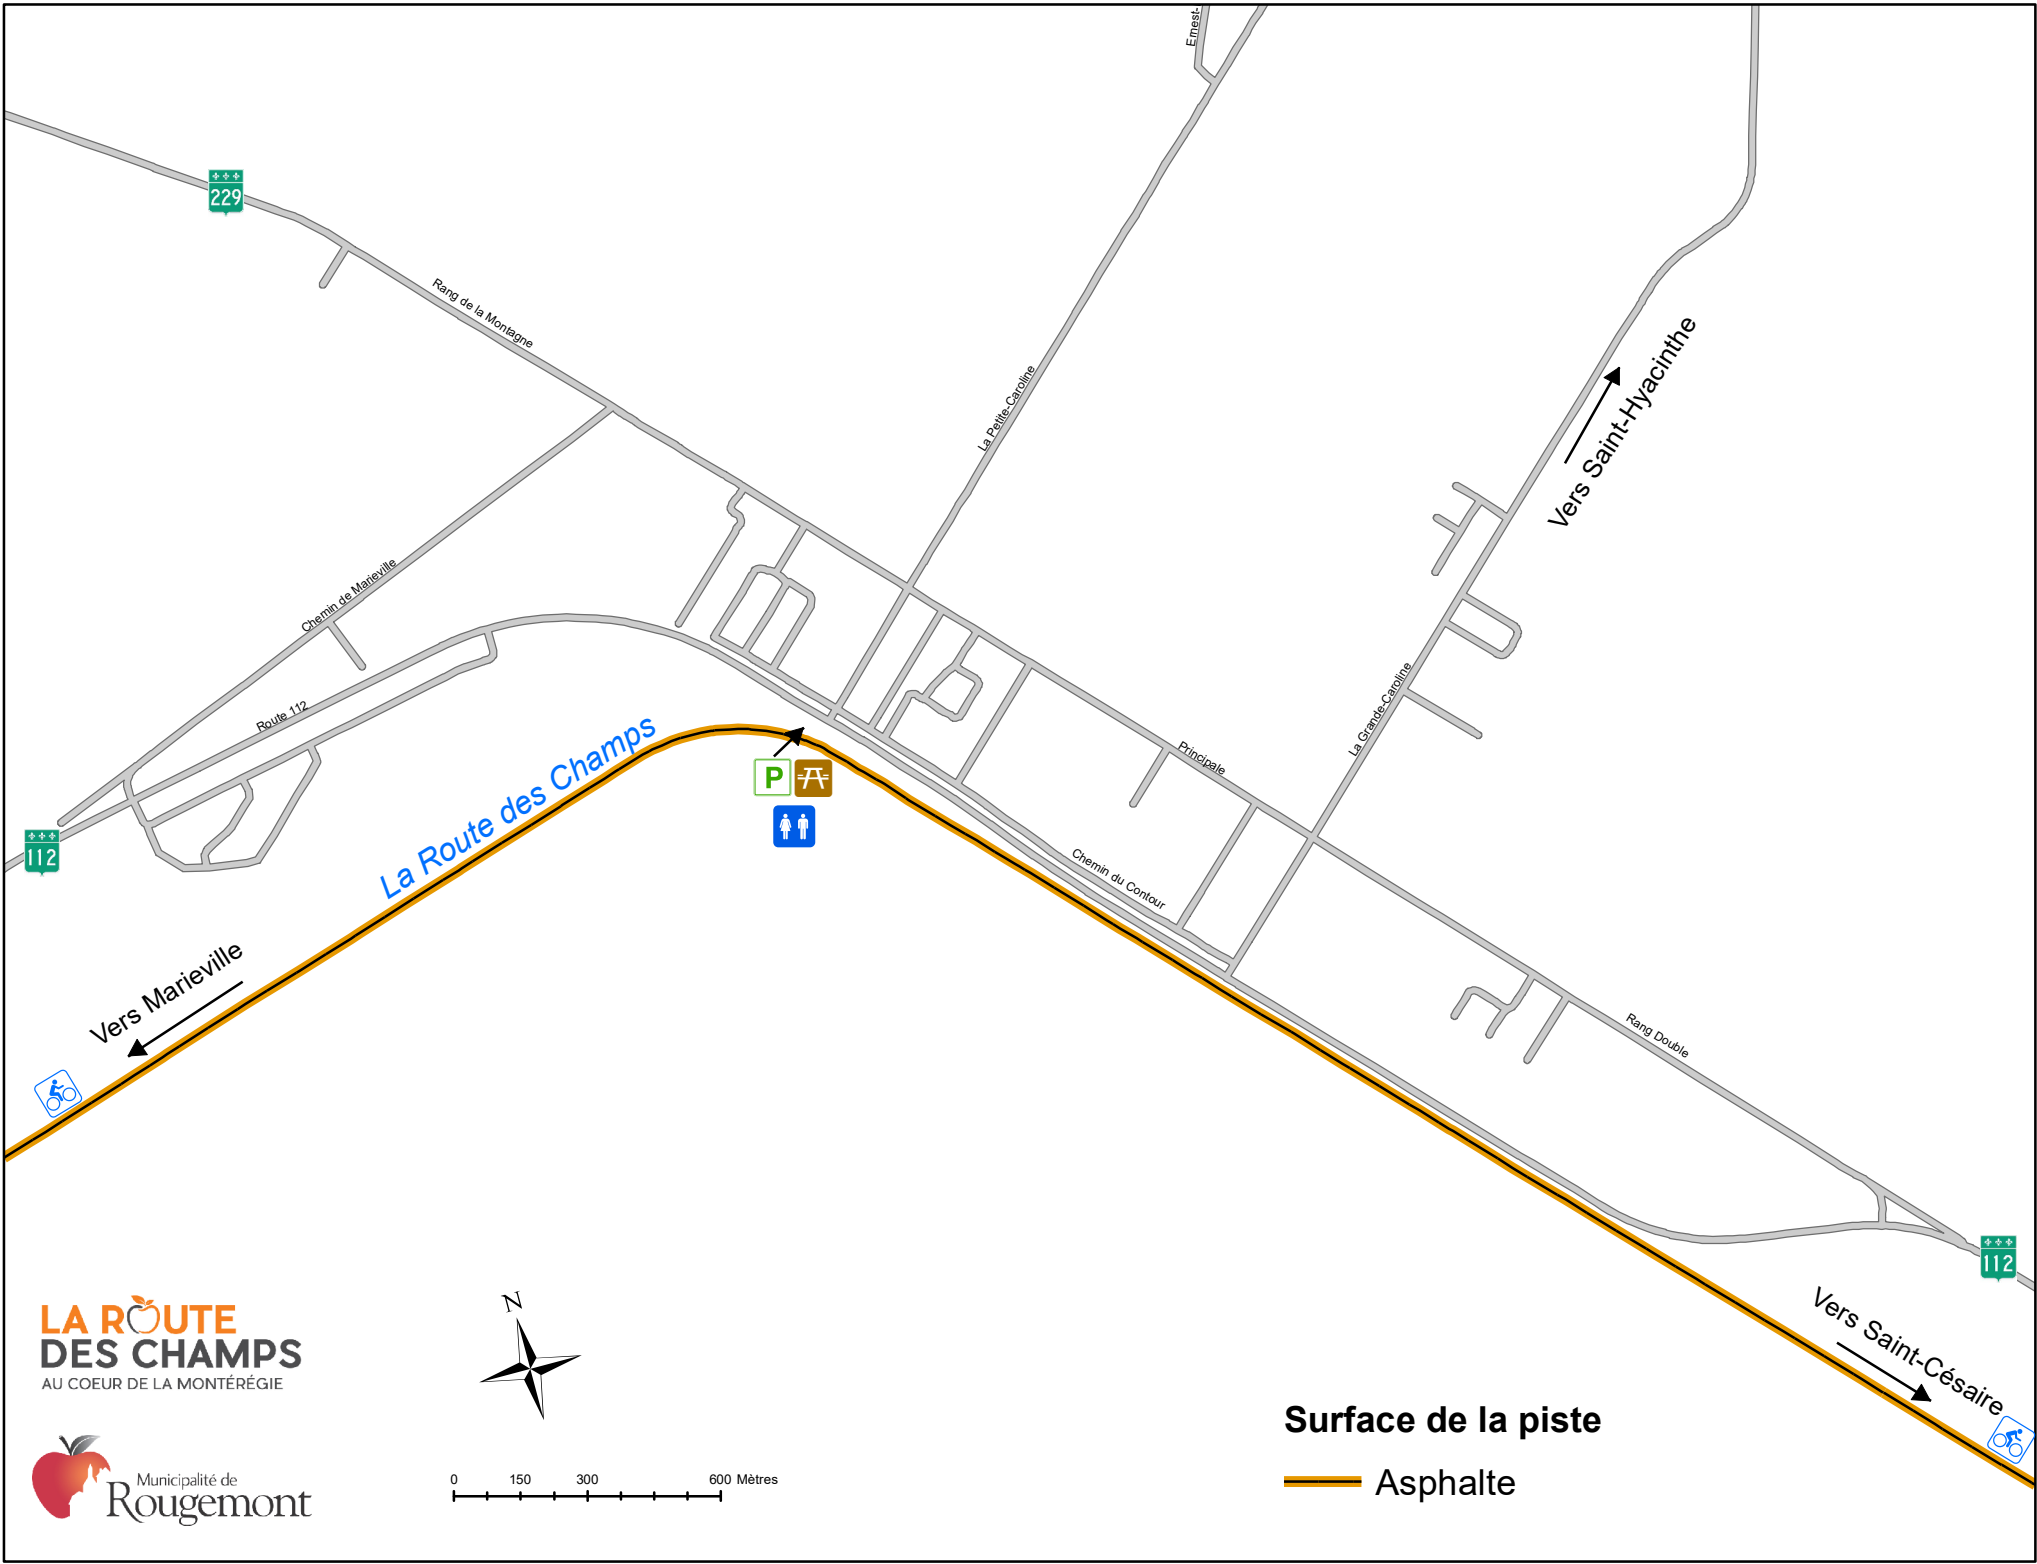 Ernest-
229
Rang de la Montagne
La Petite-Caroline
Vers Saint-Hyacinthe
Chemin de Marieville
Route 112
La Grande-Caroline
Principale
La Route des Champs
P
112
Chemin du Contour
Vers Marieville
Rang Double
112
Vers Saint-Césaire
LA ROUTE
DES CHAMPS
AU COEUR DE LA MONTÉRÉGIE
N
Surface de la piste
Asphalte
Municipalité de
Rougemont
0 150 300 600 Mètres